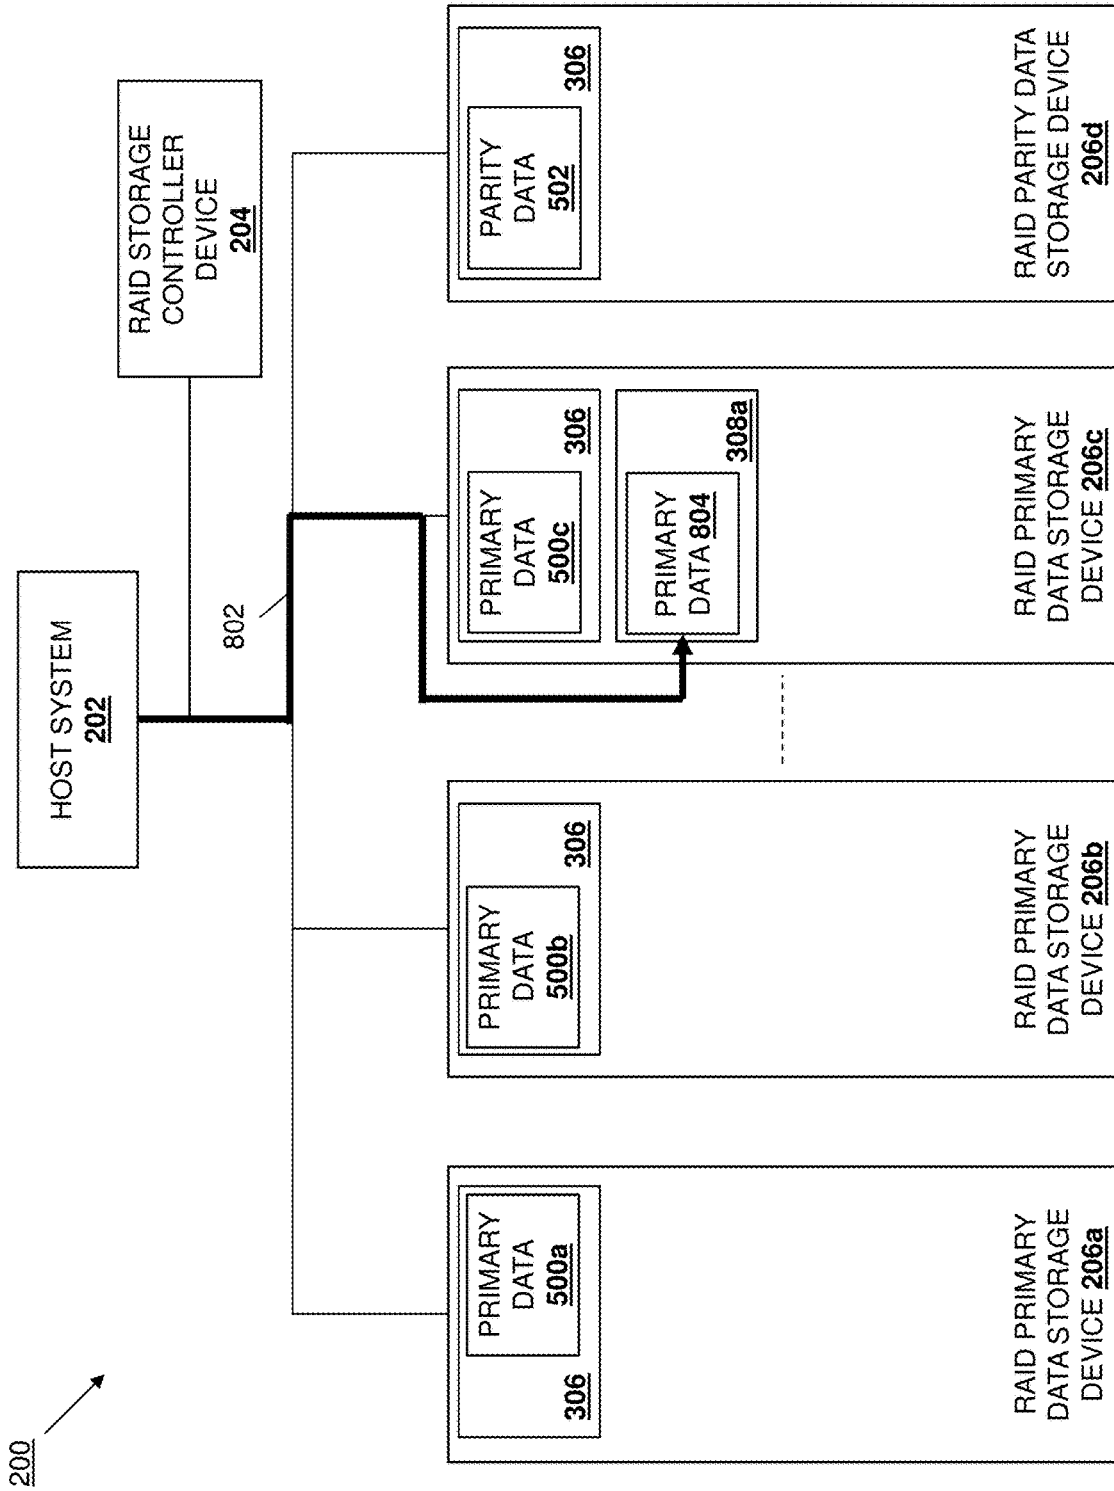 200
HOST SYSTEM
202
RAID STORAGE
CONTROLLER
DEVICE
204
802
PRIMARY
DATA
500a
306
RAID PRIMARY
DATA STORAGE
DEVICE 206a
PRIMARY
DATA
500b
306
RAID PRIMARY
DATA STORAGE
DEVICE 206b
PRIMARY
DATA
500c
306
PRIMARY
DATA 804
308a
RAID PRIMARY
DATA STORAGE
DEVICE 206c
PARITY
DATA
502
306
RAID PARITY DATA
STORAGE DEVICE
206d